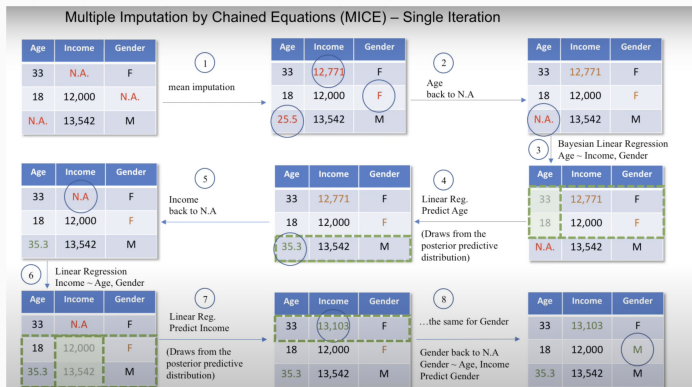 Multiple Imputation by Chained Equations (MICE) – Single Iteration
Age Income Gender
33 N.A. F
18 12,000 N.A.
N.A. 13,542 M
1
mean imputation
Age Income Gender
33 12,771 F
18 12,000 F
25.5 13,542 M
2
Age
back to N.A
Age Income Gender
33 12,771 F
18 12,000 F
N.A. 13,542 M
3
Bayesian Linear Regression
Age ~ Income, Gender
Age Income Gender
33 12,771 F
18 12,000 F
N.A. 13,542 M
4
Linear Reg.
Predict Age
(Draws from the
posterior predictive
distribution)
Age Income Gender
33 12,771 F
18 12,000 F
35.3 13,542 M
5
Income
back to N.A
Age Income Gender
33 N.A F
18 12,000 F
35.3 13,542 M
6
Linear Regression
Income ~ Age, Gender
Age Income Gender
33 N.A F
18 12,000 F
35.3 13,542 M
7
Linear Reg.
Predict Income
(Draws from the
posterior predictive
distribution)
Age Income Gender
33 13,103 F
18 12,000 F
35.3 13,542 M
8
…the same for Gender
Gender back to N.A
Gender ~ Age, Income
Predict Gender
Age Income Gender
33 13,103 F
18 12,000 M
35.3 13,542 M